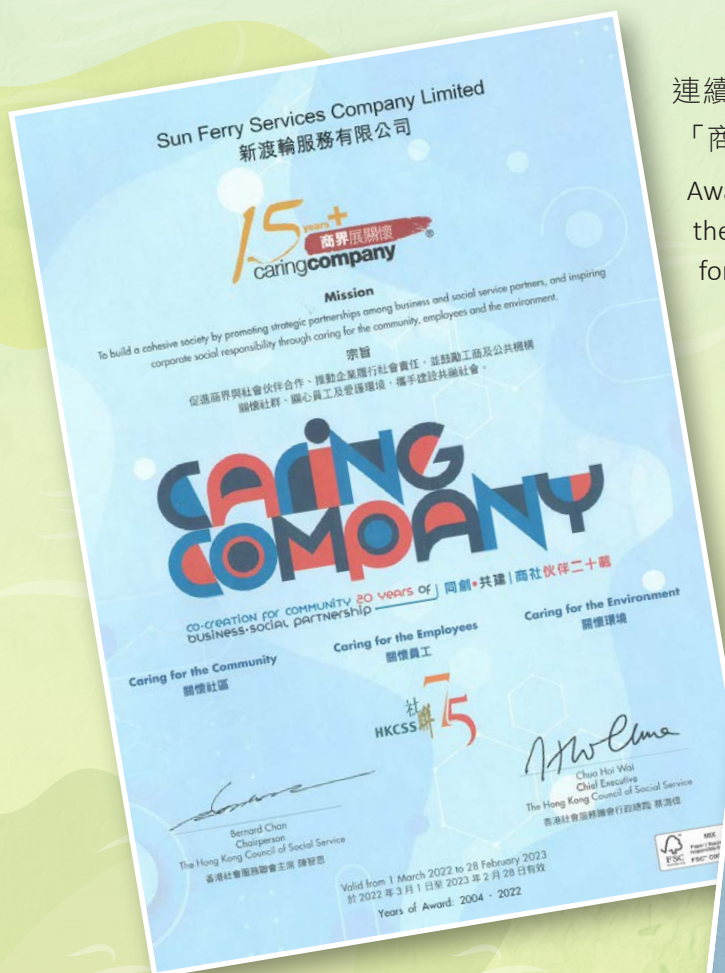 Sun Ferry Services Company Limited
新渡輪服務有限公司
15 years+
商界展關懷
caringcompany®
Mission
To build a cohesive society by promoting strategic partnerships among business and social service partners, and inspiring
corporate social responsibility through caring for the community, employees and the environment.
宗旨
促進商界與社會伙伴合作、推動企業履行社會責任，並鼓勵工商及公共機構
關懷社群、關心員工及愛護環境，攜手建設共融社會。
CARING
COMPANY
CO-CREATION FOR COMMUNITY 20 YEARS OF
BUSINESS-SOCIAL PARTNERSHIP
同創•共建 | 商社伙伴二十載
Caring for the Community
關懷社區
Caring for the Employees
關懷員工
Caring for the Environment
關懷環境
HKCSS 社聯 75
Bernard Chan
Chairperson
The Hong Kong Council of Social Service
香港社會服務聯會主席 陳智思
Chua Hoi Wai
Chief Executive
The Hong Kong Council of Social Service
香港社會服務聯會行政總裁 蔡海偉
Valid from 1 March 2022 to 28 February 2023
於 2022 年 3 月 1 日至 2023 年 2 月 28 日有效
Years of Award: 2004 - 2022
FSC
MIX
連續
「商
Awa
the
for